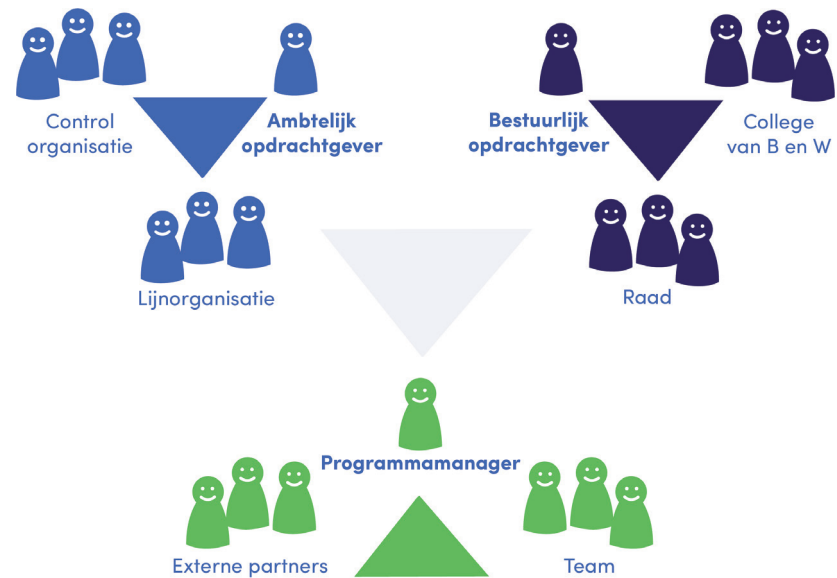 Control
organisatie
Ambtelijk
opdrachtgever
Bestuurlijk
opdrachtgever
College
van B en W
Lijnorganisatie
Raad
Programmamanager
Externe partners
Team